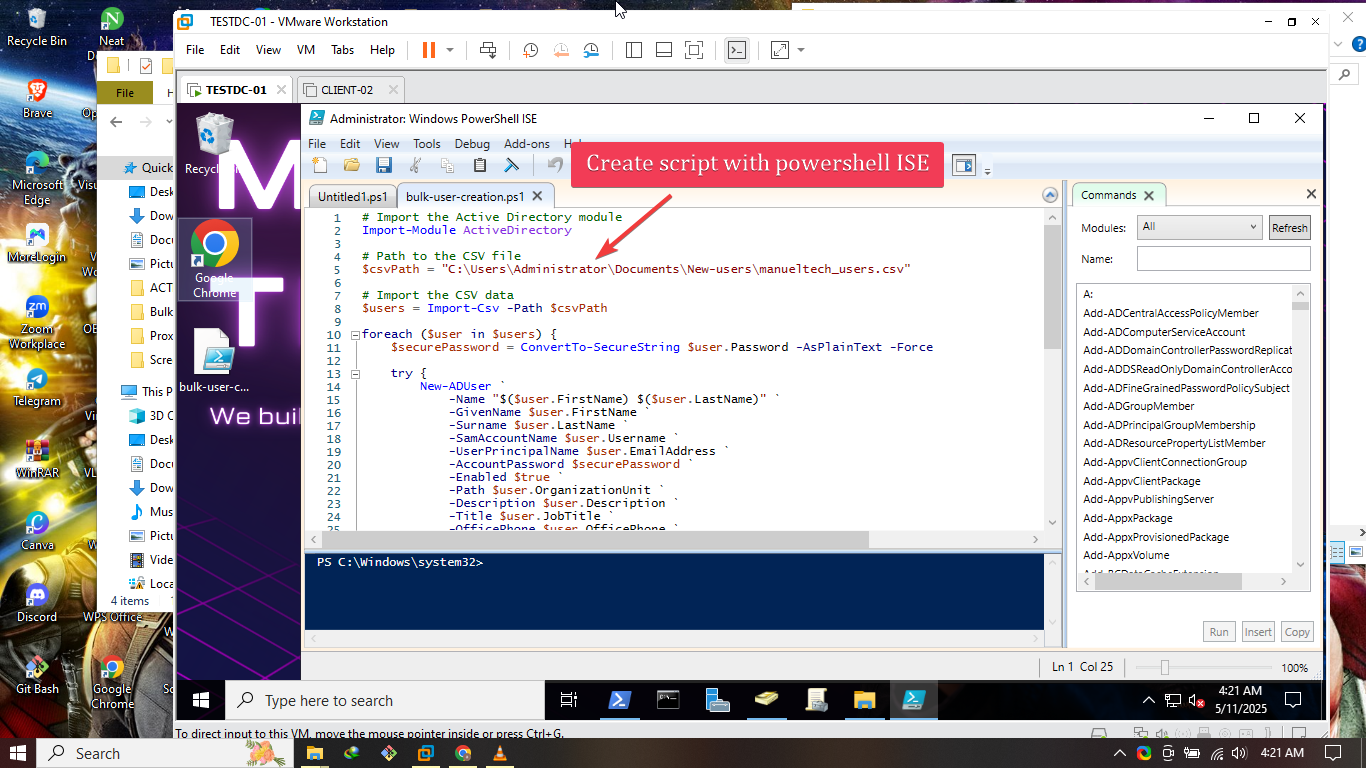 TESTDC-01 - VMware Workstation
File Edit View VM Tabs Help
TESTDC-01 CLIENT-02
Recycle Bin
Neat
Brave
Microsoft Edge
MoreLogin
Zoom Workplace
Telegram
WinRAR
Canva
Discord
WPS Office
Git Bash
Google Chrome
File
Quick
Desk
Dow
Docu
Pictu
ACT
Bulk
Prox
Scre
This P
3D C
Desk
Docu
Dow
Mus
Pictu
Vide
Loca
4 items
Google Chrome
bulk-user-c...
We buil
Administrator: Windows PowerShell ISE
File Edit View Tools Debug Add-ons
Create script with powershell ISE
Untitled1.ps1 bulk-user-creation.ps1
1 # Import the Active Directory module
2 Import-Module ActiveDirectory
3
4 # Path to the CSV file
5 $csvPath = "C:\Users\Administrator\Documents\New-users\manueltech_users.csv"
6
7 # Import the CSV data
8 $users = Import-Csv -Path $csvPath
9
10 foreach ($user in $users) {
11 $securePassword = ConvertTo-SecureString $user.Password -AsPlainText -Force
12
13 try {
14 New-ADUser `
15 -Name "$($user.FirstName) $($user.LastName)" `
16 -GivenName $user.FirstName `
17 -Surname $user.LastName `
18 -SamAccountName $user.Username `
19 -UserPrincipalName $user.EmailAddress `
20 -AccountPassword $securePassword `
21 -Enabled $true `
22 -Path $user.OrganizationUnit `
23 -Description $user.Description `
24 -Title $user.JobTitle `
25 -OfficePhone $user.OfficePhone `
PS C:\Windows\system32>
Commands
Modules: All Refresh
Name:
A:
Add-ADCentralAccessPolicyMember
Add-ADComputerServiceAccount
Add-ADDomainControllerPasswordReplicat
Add-ADDSReadOnlyDomainControllerAcco
Add-ADFineGrainedPasswordPolicySubject
Add-ADGroupMember
Add-ADPrincipalGroupMembership
Add-ADResourcePropertyListMember
Add-AppvClientConnectionGroup
Add-AppvClientPackage
Add-AppvPublishingServer
Add-AppxPackage
Add-AppxProvisionedPackage
Add-AppxVolume
Run Insert Copy
Ln 1 Col 25 100%
Type here to search
4:21 AM
5/11/2025
To direct input to this VM, move the mouse pointer inside or press Ctrl+G.
Search
4:21 AM